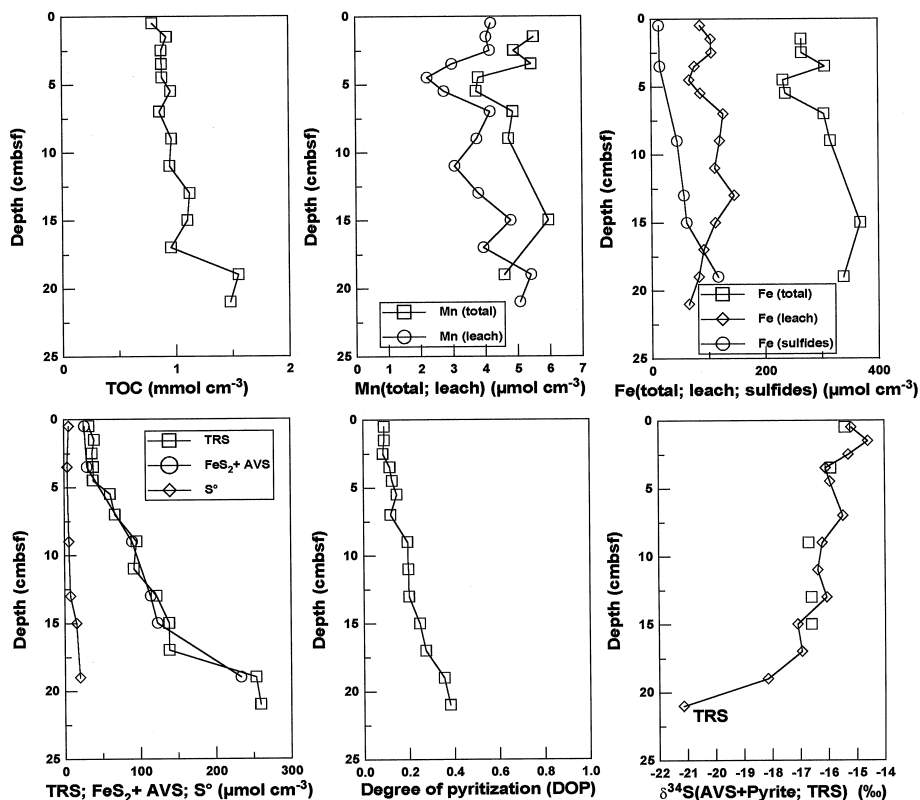 0
5
10
15
20
25
Depth (cmbsf)
0 1 2
TOC (mmol cm⁻³)
0
5
10
15
20
25
Depth (cmbsf)
Mn (total)
Mn (leach)
0 1 2 3 4 5 6 7
Mn(total; leach) (µmol cm⁻³)
0
5
10
15
20
25
Depth (cmbsf)
Fe (total)
Fe (leach)
Fe (sulfides)
0 200 400
Fe(total; leach; sulfides) (µmol cm⁻³)
0
5
10
15
20
25
Depth (cmbsf)
TRS
FeS₂+ AVS
S°
0 100 200 300
TRS; FeS₂+ AVS; S° (µmol cm⁻³)
0
5
10
15
20
25
Depth (cmbsf)
0.0 0.2 0.4 0.6 0.8 1.0
Degree of pyritization (DOP)
0
5
10
15
20
25
Depth (cmbsf)
TRS
-22 -21 -20 -19 -18 -17 -16 -15 -14
δ³⁴S(AVS+Pyrite; TRS) (‰)